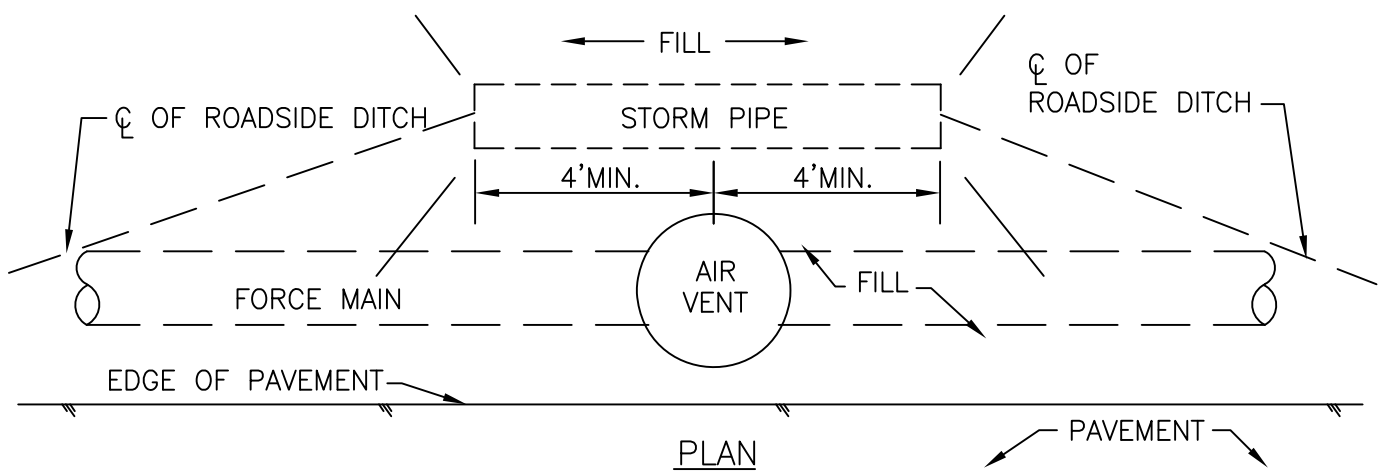 FILL
℄ OF ROADSIDE DITCH
STORM PIPE
℄ OF
ROADSIDE DITCH
4'MIN.
4'MIN.
AIR
VENT
FORCE MAIN
FILL
EDGE OF PAVEMENT
PAVEMENT
PLAN